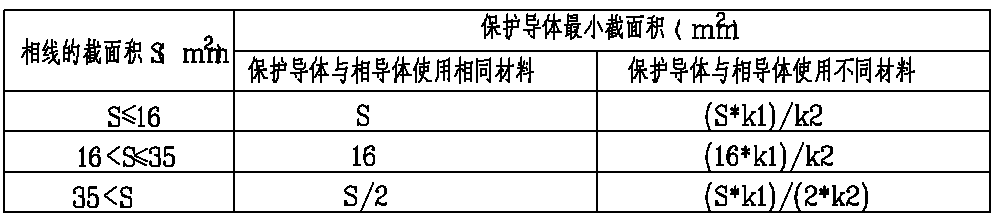 相线的截面积 S( mm²)
保护导体最小截面积( mm²)
保护导体与相导体使用相同材料 保护导体与相导体使用不同材料
S≤16 S (S*k1)/k2
16<S≤35 16 (16*k1)/k2
35<S S/2 (S*k1)/(2*k2)